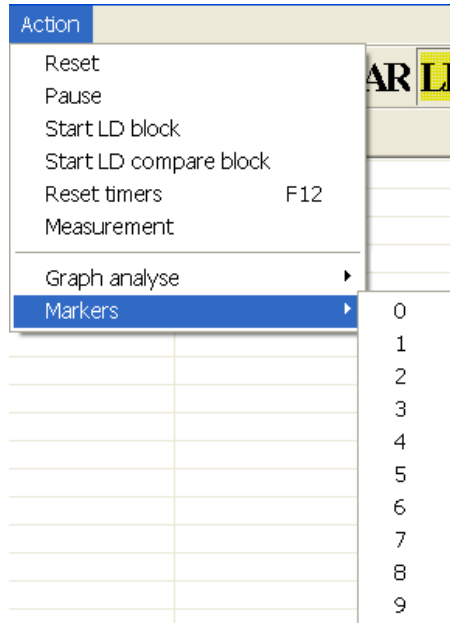 Action
AR
Reset
Pause
Start LD block
Start LD compare block
Reset timers F12
Measurement
Graph analyse
Markers
0
1
2
3
4
5
6
7
8
9